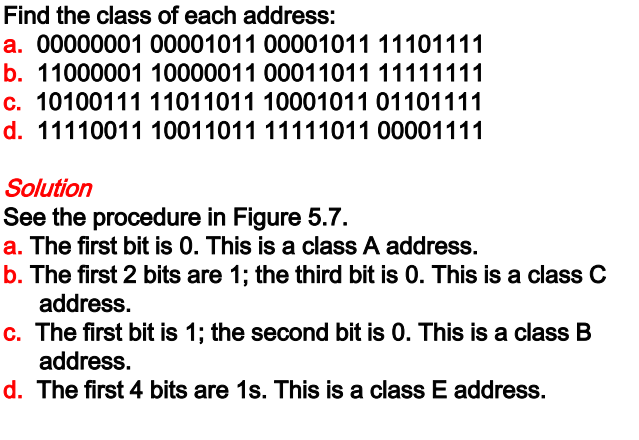 Find the class of each address:
a. 00000001 00001011 00001011 11101111
b. 11000001 10000011 00011011 11111111
c. 10100111 11011011 10001011 01101111
d. 11110011 10011011 11111011 00001111
Solution
See the procedure in Figure 5.7.
a. The first bit is 0. This is a class A address.
b. The first 2 bits are 1; the third bit is 0. This is a class C
address.
c. The first bit is 1; the second bit is 0. This is a class B
address.
d. The first 4 bits are 1s. This is a class E address.